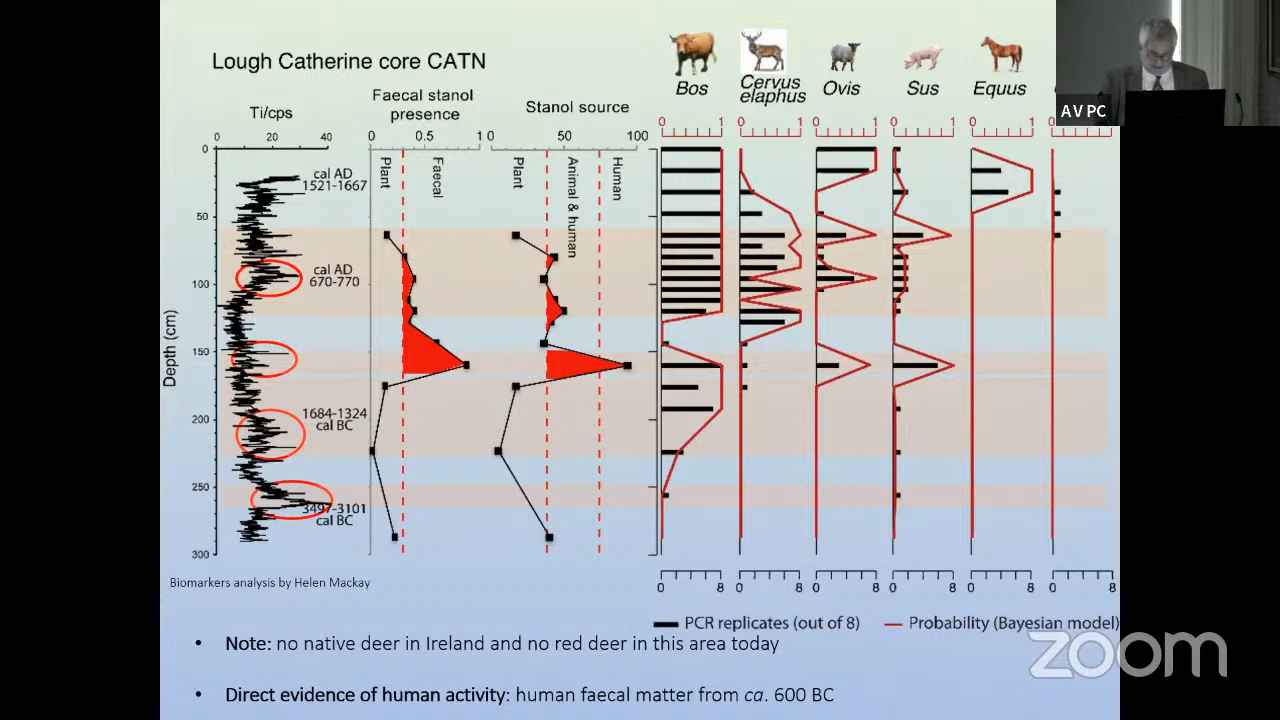 Lough Catherine core CATN
Ti/cps
Faecal stanol
presence
Stanol source
Bos
Cervus
elaphus
Ovis
Sus
Equus
AV PC
0 20 40
0 0.5 1 0 50 100
0 1 0 1 0 1 0 1 0 1 0
Plant
Faecal
Plant
Animal & human
Human
Depth (cm)
0
50
100
150
200
250
300
cal AD
1521-1667
cal AD
670-770
1684-1324
cal BC
3497-3101
cal BC
0 8 0 8 0 8 0 8 0 8 0 8
Biomarkers analysis by Helen Mackay
PCR replicates (out of 8)
Probability (Bayesian model)
• Note: no native deer in Ireland and no red deer in this area today
• Direct evidence of human activity: human faecal matter from ca. 600 BC
zoom